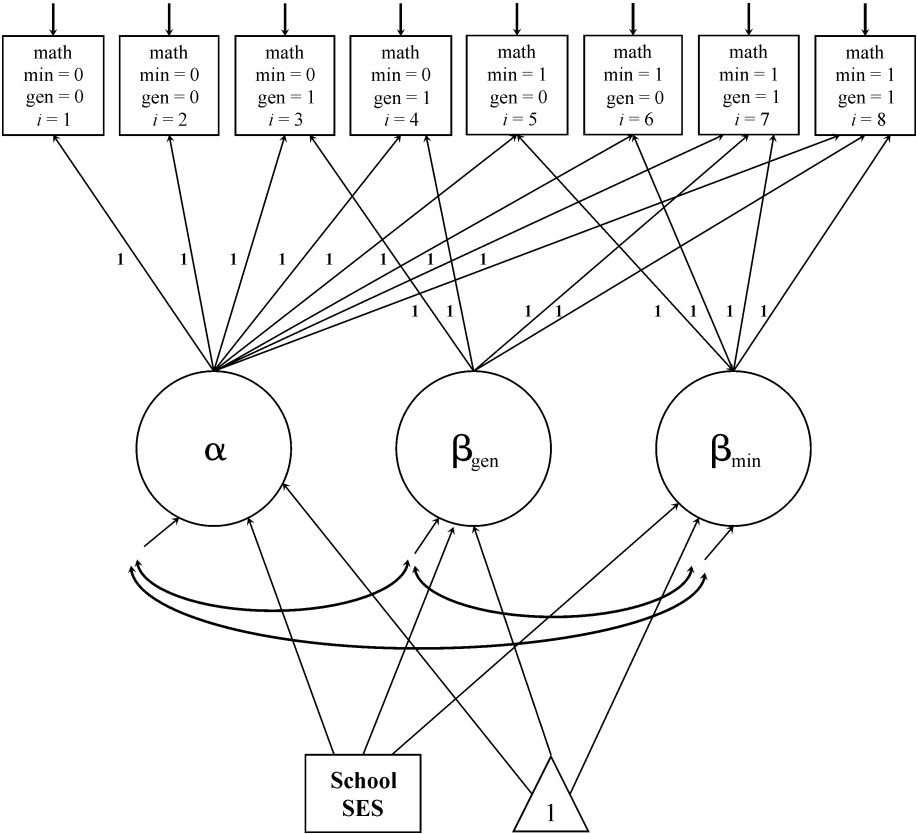 math
min = 0
gen = 0
i = 1
math
min = 0
gen = 0
i = 2
math
min = 0
gen = 1
i = 3
math
min = 0
gen = 1
i = 4
math
min = 1
gen = 0
i = 5
math
min = 1
gen = 0
i = 6
math
min = 1
gen = 1
i = 7
math
min = 1
gen = 1
i = 8
1 1 1 1 1 1 1 1
1 1 1 1 1 1 1 1
α
βgen
βmin
School
SES
1